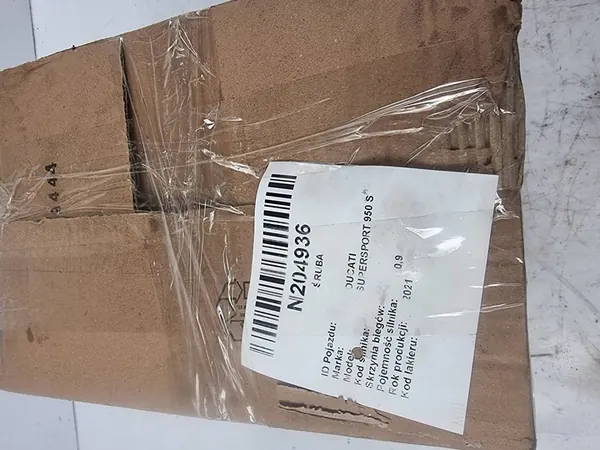 N204936
ŚRUBA
ID Pojazdu:
Marka: DUCATI
Model: SUPERSPORT 950 S*
Kod silnika:
Skrzynia biegów:
Pojemność silnika: 0,9
Rok produkcji: 2021
Kod lakieru: